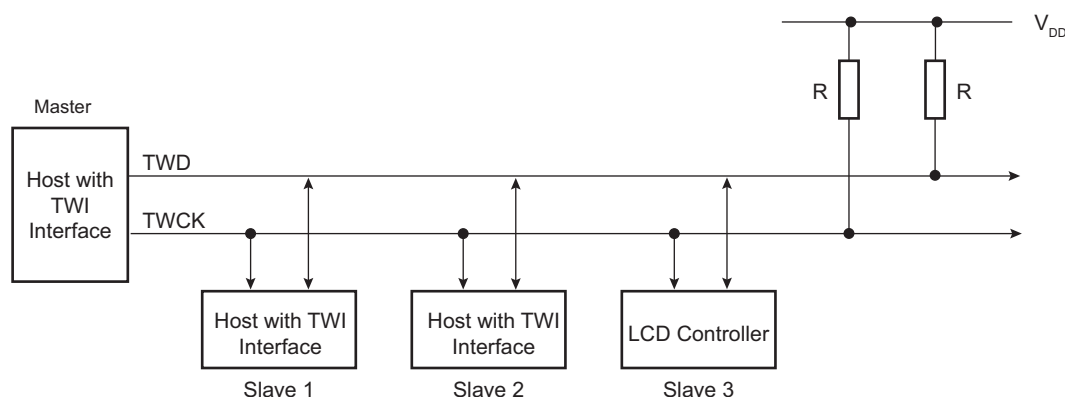 V_DD
R
R
Master
Host with
TWI
Interface
TWD
TWCK
Host with TWI
Interface
Host with TWI
Interface
LCD Controller
Slave 1
Slave 2
Slave 3